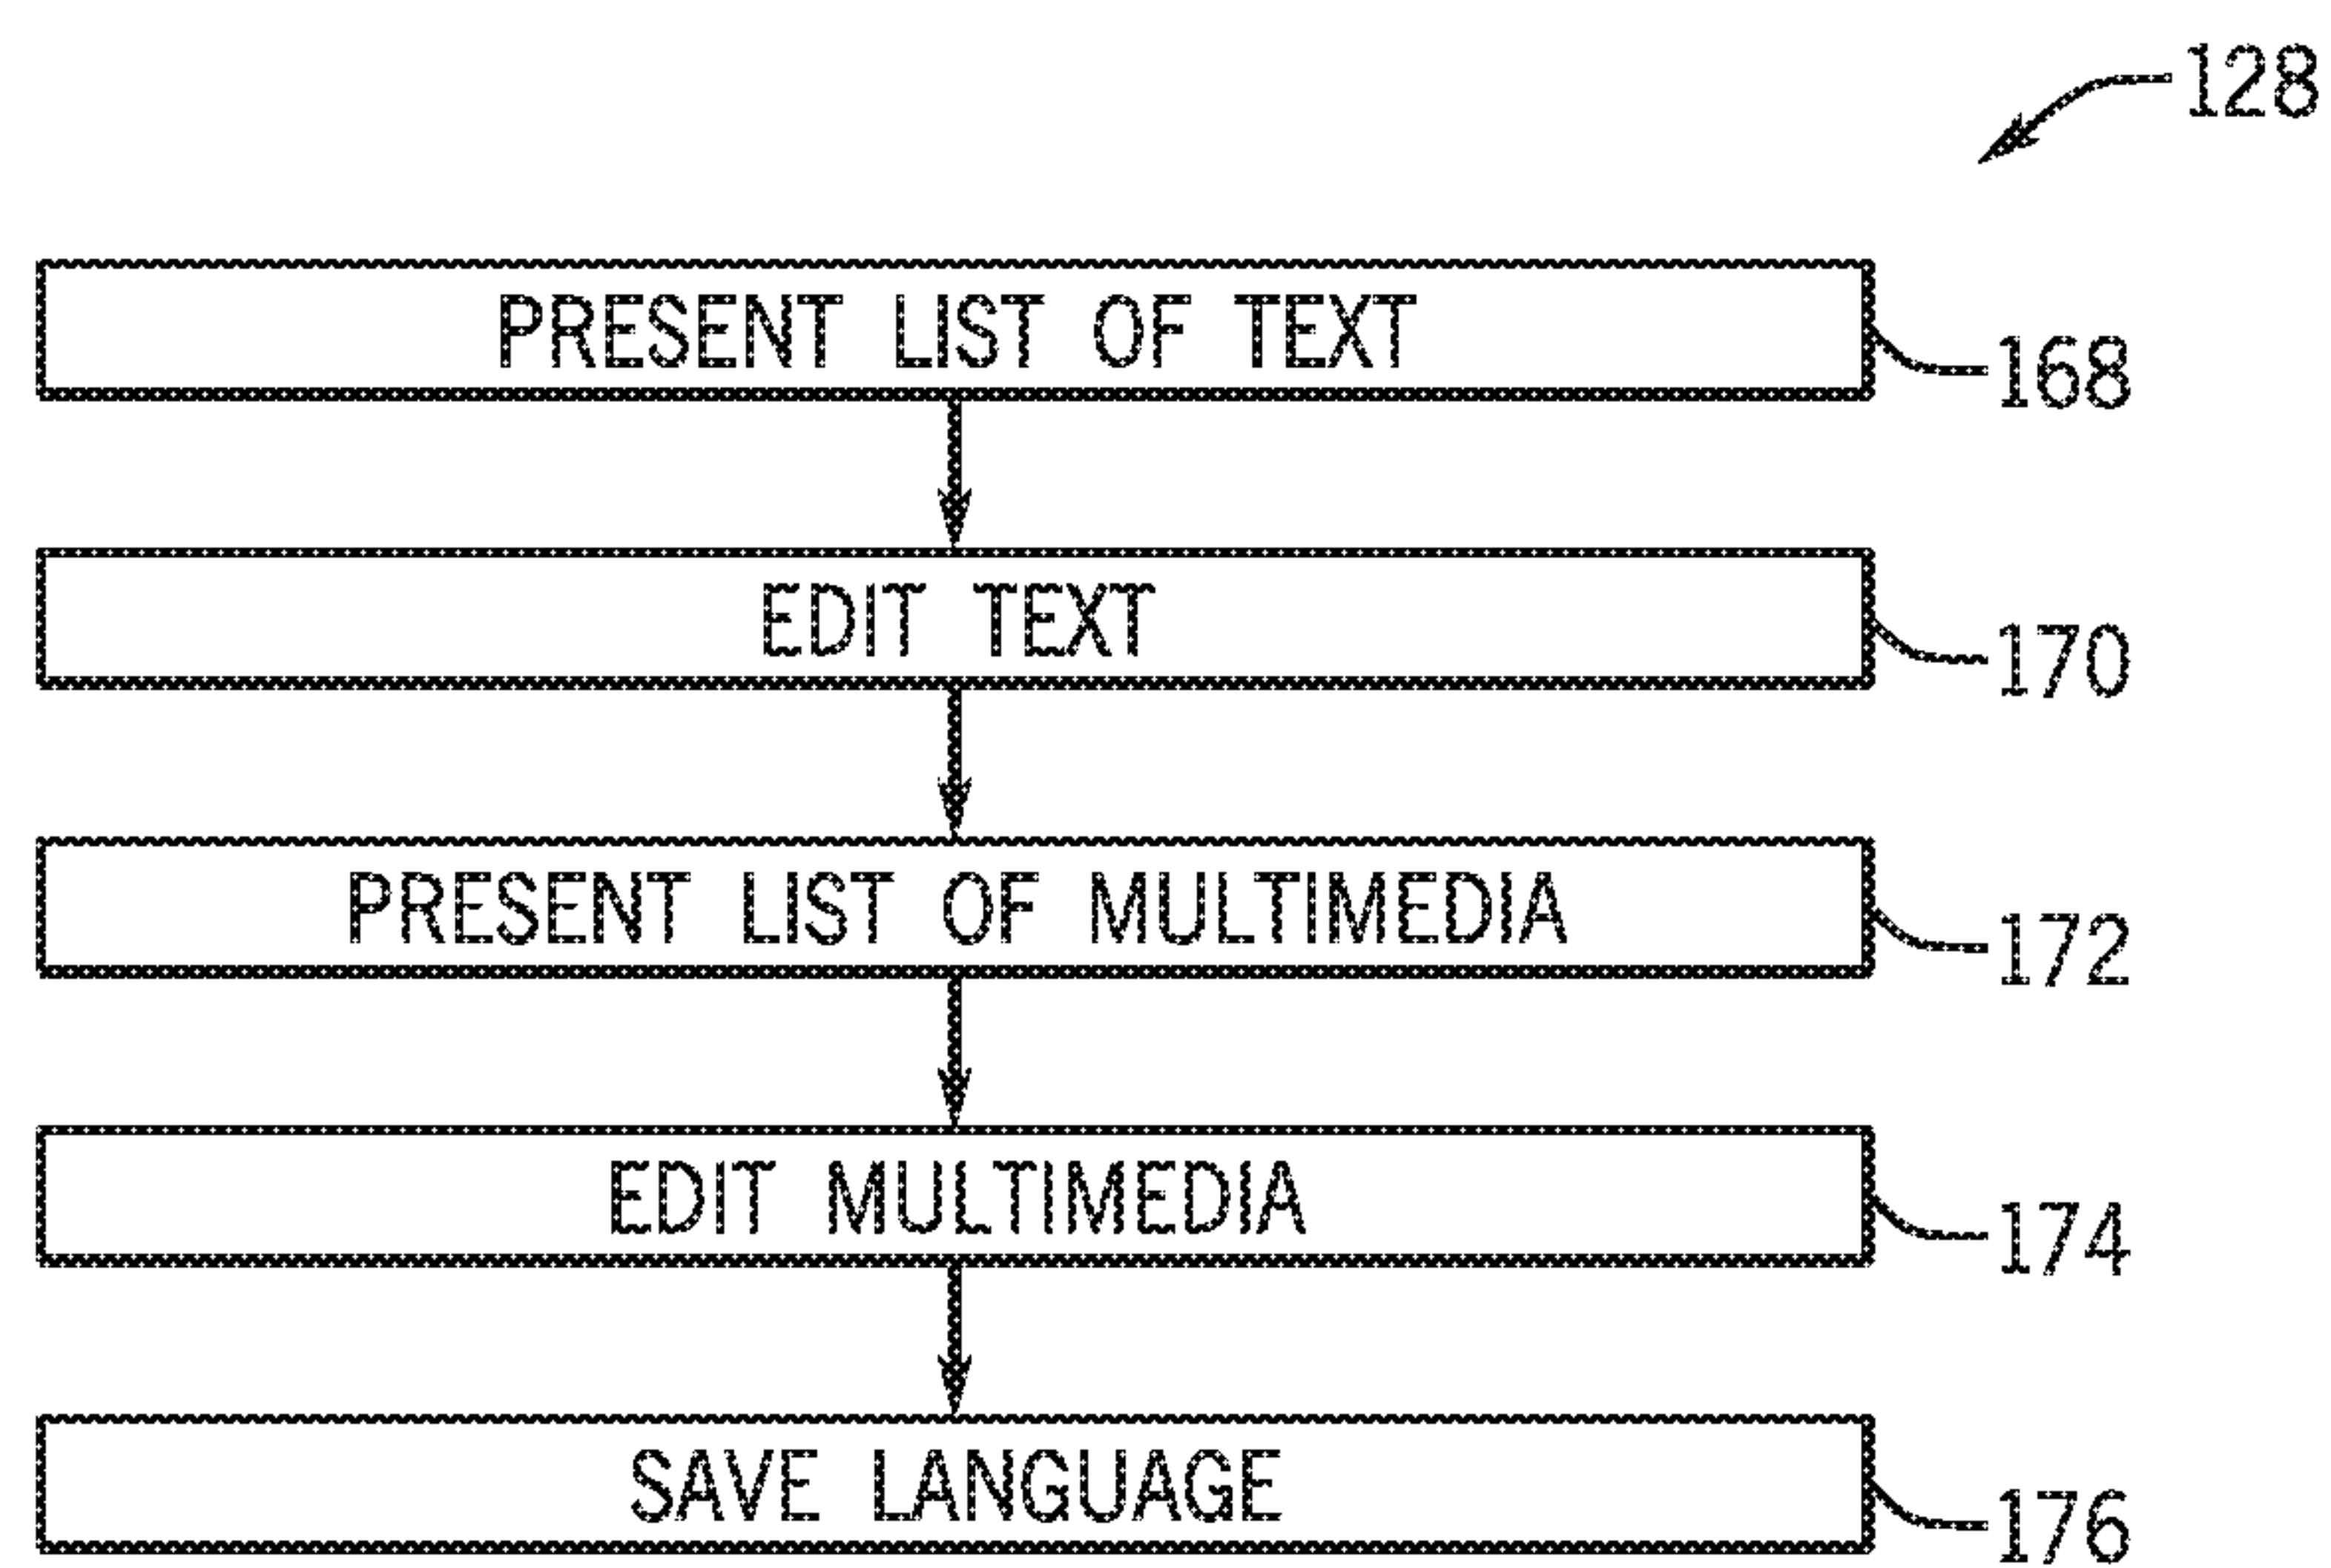 128
PRESENT LIST OF TEXT
168
EDIT TEXT
170
PRESENT LIST OF MULTIMEDIA
172
EDIT MULTIMEDIA
174
SAVE LANGUAGE
176